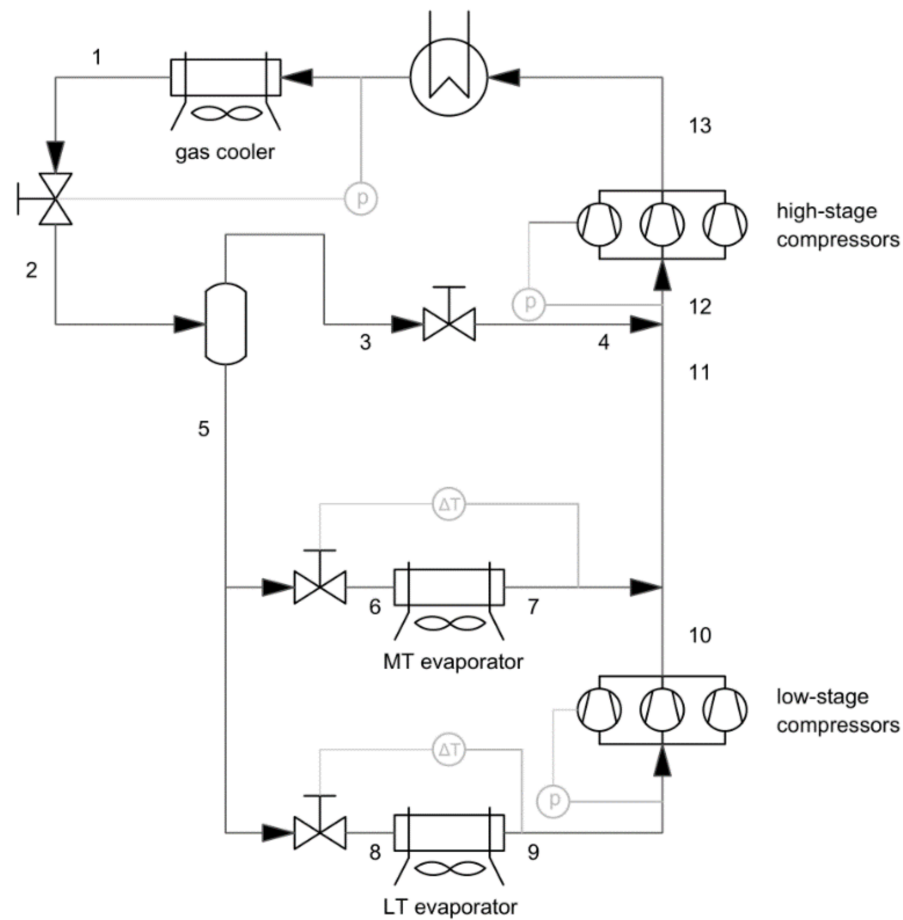 1
gas cooler
p
13
high-stage
compressors
2
p
12
3
4
11
5
ΔT
6
7
MT evaporator
10
low-stage
compressors
ΔT
p
8
9
LT evaporator